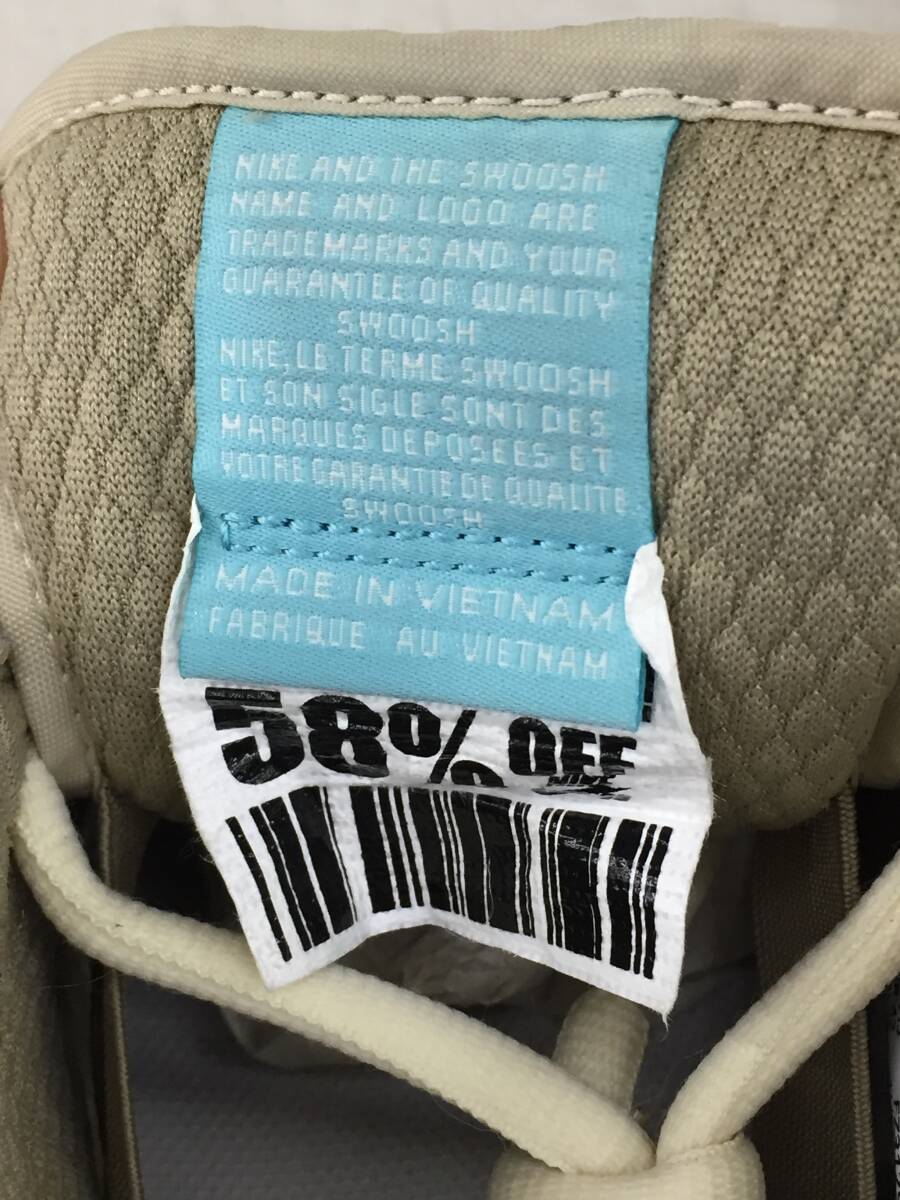 NIKE AND THE SWOOSH
NAME AND LOGO ARE
TRADEMARKS AND YOUR
GUARANTEE OF QUALITY
SWOOSH
NIKE, LE TERME SWOOSH
ET SON SIGLE SONT DES
MARQUES DEPOSEES ET
VOTRE GARANTIE DE QUALITE
SWOOSH
MADE IN VIETNAM
FABRIQUE AU VIETNAM
58% OFF
NIKE